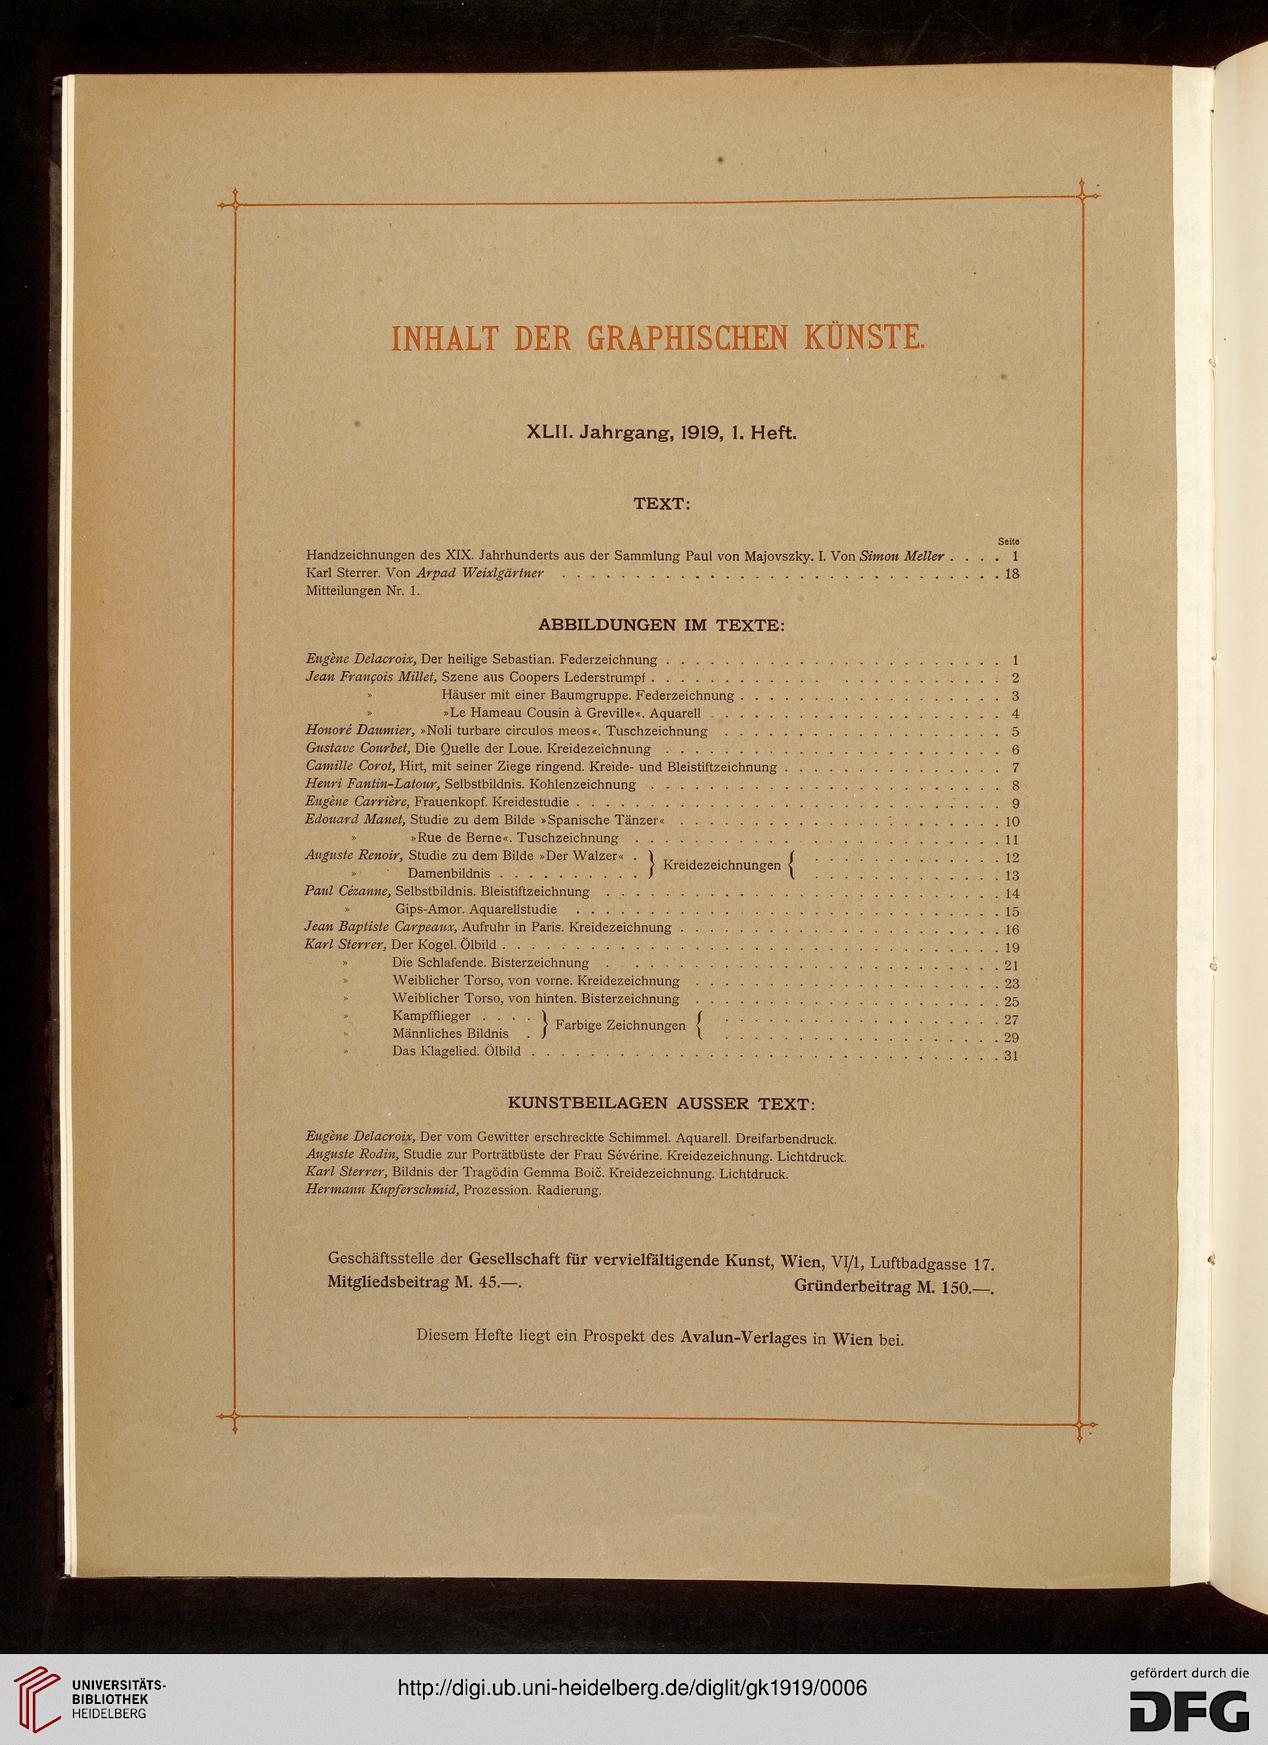 INHALT DER GRAPHISCHEN KÜNSTE.
XLII. Jahrgang, 1919, 1. Heft.
TEXT:
Seite
Handzeichnungen des XIX. Jahrhunderts aus der Sammlung Paul von Majovszky. I. Von Simon Meller . . . . 1
Karl Sterrer. Von Arpad Weixlgärtner . . . . 18
Mitteilungen Nr. 1.
ABBILDUNGEN IM TEXTE:
Eugène Delacroix, Der heilige Sebastian. Federzeichnung . . . . 1
Jean François Millet, Szene aus Coopers Lederstrumpf . . . . 2
» Häuser mit einer Baumgruppe. Federzeichnung . . . . 3
» »Le Hameau Cousin à Greville«. Aquarell . . . . 4
Honoré Daumier, »Noli turbare circulos meos«. Tuschzeichnung . . . . 5
Gustave Courbet, Die Quelle der Loue. Kreidezeichnung . . . . 6
Camille Corot, Hirt, mit seiner Ziege ringend. Kreide- und Bleistiftzeichnung . . . . 7
Henri Fantin-Latour, Selbstbildnis. Kohlenzeichnung . . . . 8
Eugène Carrière, Frauenkopf. Kreidestudie . . . . 9
Edouard Manet, Studie zu dem Bilde »Spanische Tänzer« . . . . 10
» »Rue de Berne«. Tuschzeichnung . . . . 11
Auguste Renoir, Studie zu dem Bilde »Der Walzer« . } Kreidezeichnungen { . . . . 12
» Damenbildnis . . . . 13
Paul Cézanne, Selbstbildnis. Bleistiftzeichnung . . . . 14
» Gips-Amor. Aquarellstudie . . . . 15
Jean Baptiste Carpeaux, Aufruhr in Paris. Kreidezeichnung . . . . 16
Karl Sterrer, Der Kogel. Ölbild . . . . 19
» Die Schlafende. Bisterzeichnung . . . . 21
» Weiblicher Torso, von vorne. Kreidezeichnung . . . . 23
» Weiblicher Torso, von hinten. Bisterzeichnung . . . . 25
» Kampfflieger . . . . } Farbige Zeichnungen { . . . . 27
» Männliches Bildnis . . . . 29
» Das Klagelied. Ölbild . . . . 31
KUNSTBEILAGEN AUSSER TEXT:
Eugène Delacroix, Der vom Gewitter erschreckte Schimmel. Aquarell. Dreifarbendruck.
Auguste Rodin, Studie zur Porträtbüste der Frau Sévérine. Kreidezeichnung. Lichtdruck.
Karl Sterrer, Bildnis der Tragödin Gemma Boič. Kreidezeichnung. Lichtdruck.
Hermann Kupferschmid, Prozession. Radierung.
Geschäftsstelle der Gesellschaft für vervielfältigende Kunst, Wien, VI/1, Luftbadgasse 17.
Mitgliedsbeitrag M. 45.—. Gründerbeitrag M. 150.—.
Diesem Hefte liegt ein Prospekt des Avalun-Verlages in Wien bei.
UNIVERSITÄTS-
BIBLIOTHEK
HEIDELBERG
http://digi.ub.uni-heidelberg.de/diglit/gk1919/0006
gefördert durch die
DFG